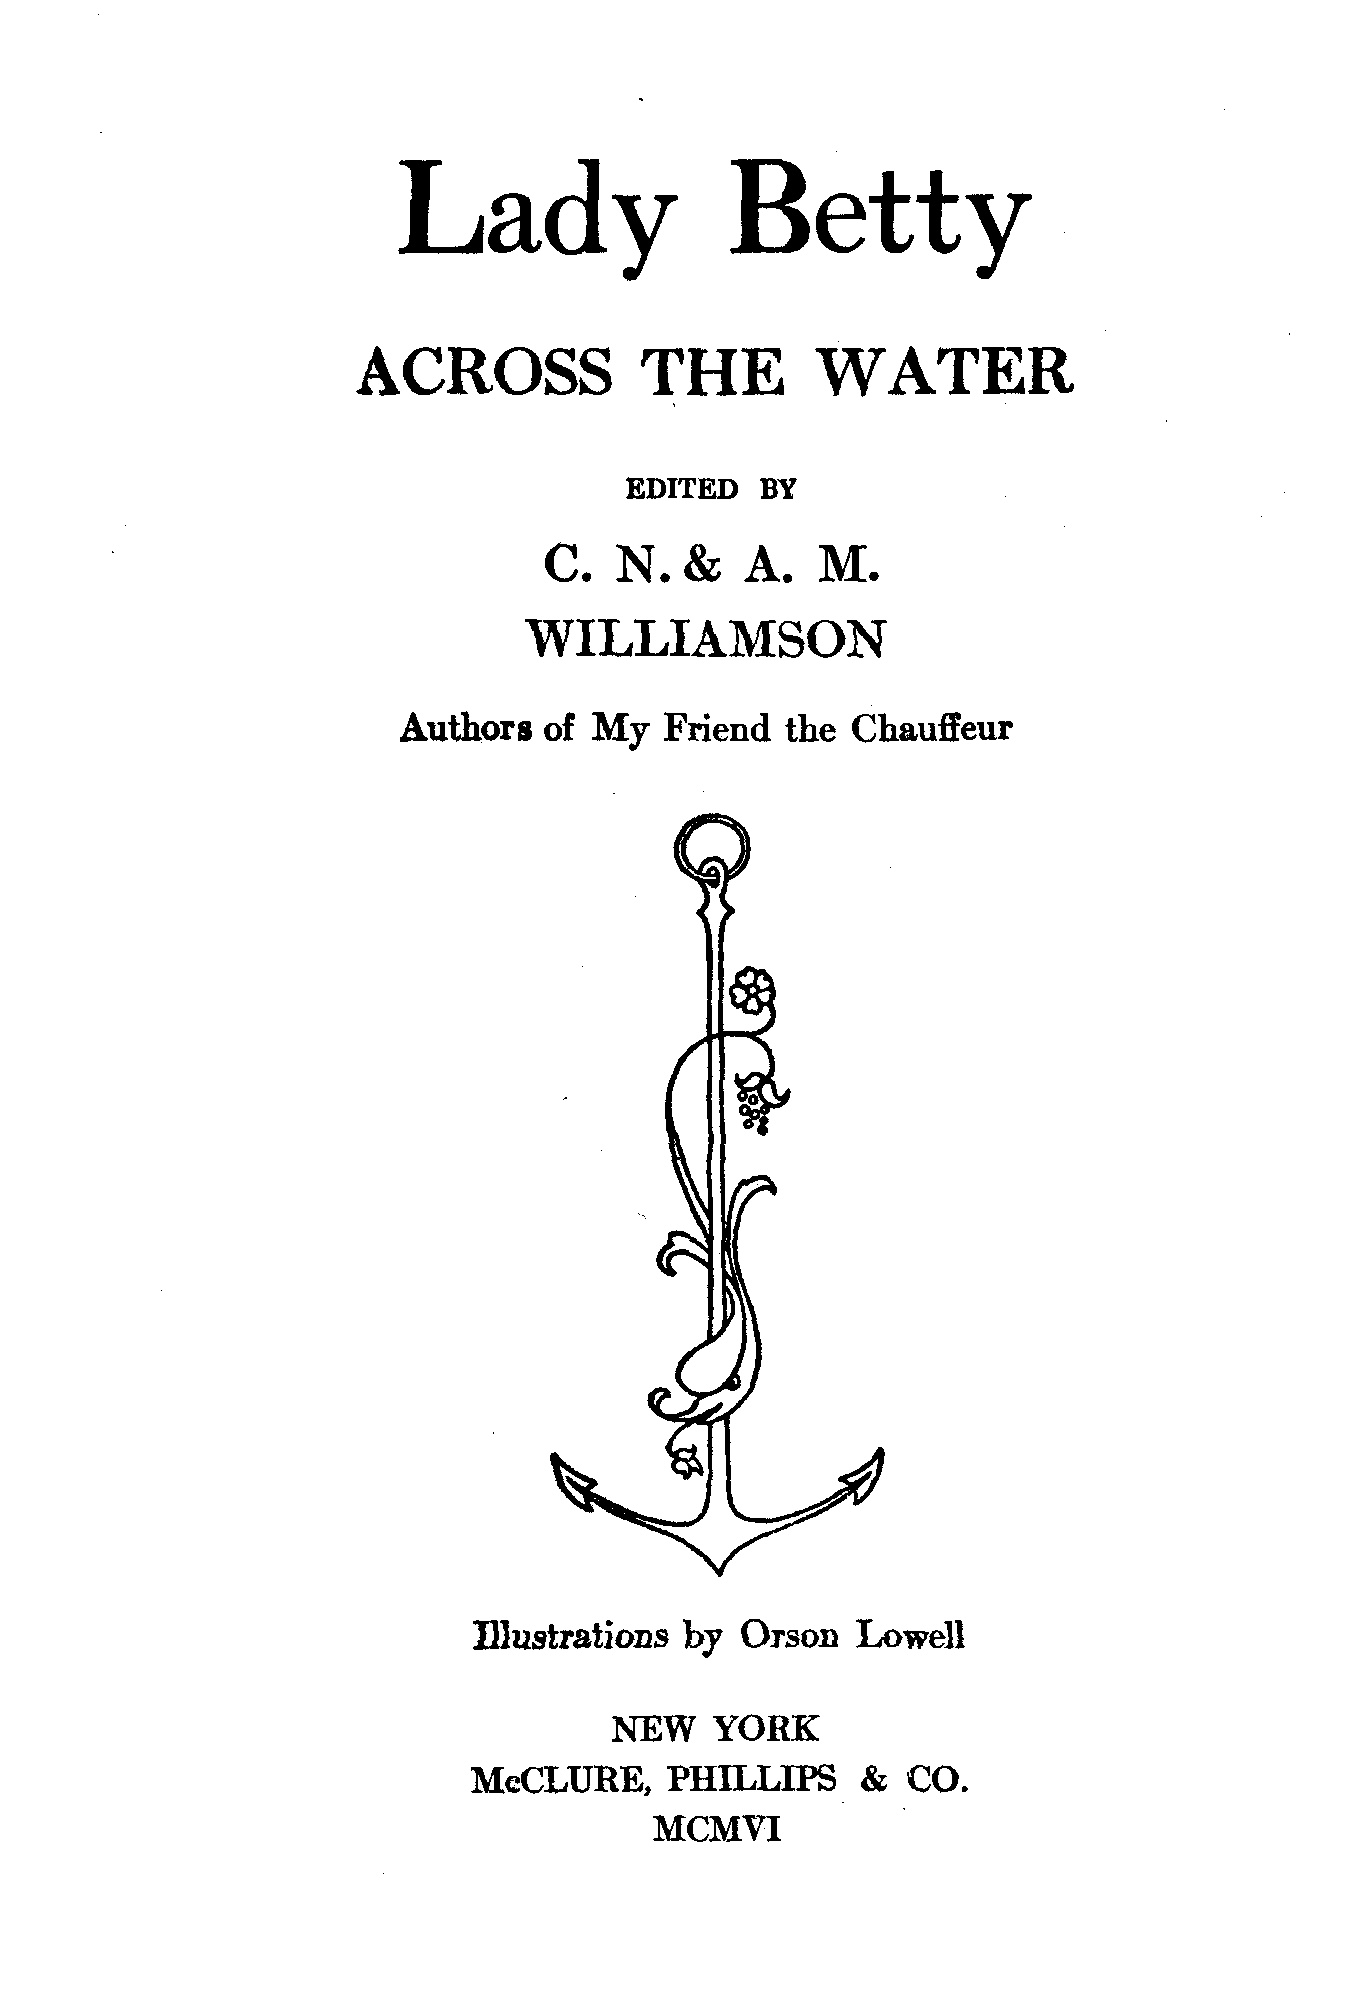 Lady Betty
ACROSS THE WATER
EDITED BY
C. N. & A. M.
WILLIAMSON
Authors of My Friend the Chauffeur
Illustrations by Orson Lowell
NEW YORK
McCLURE, PHILLIPS & CO.
MCMVI